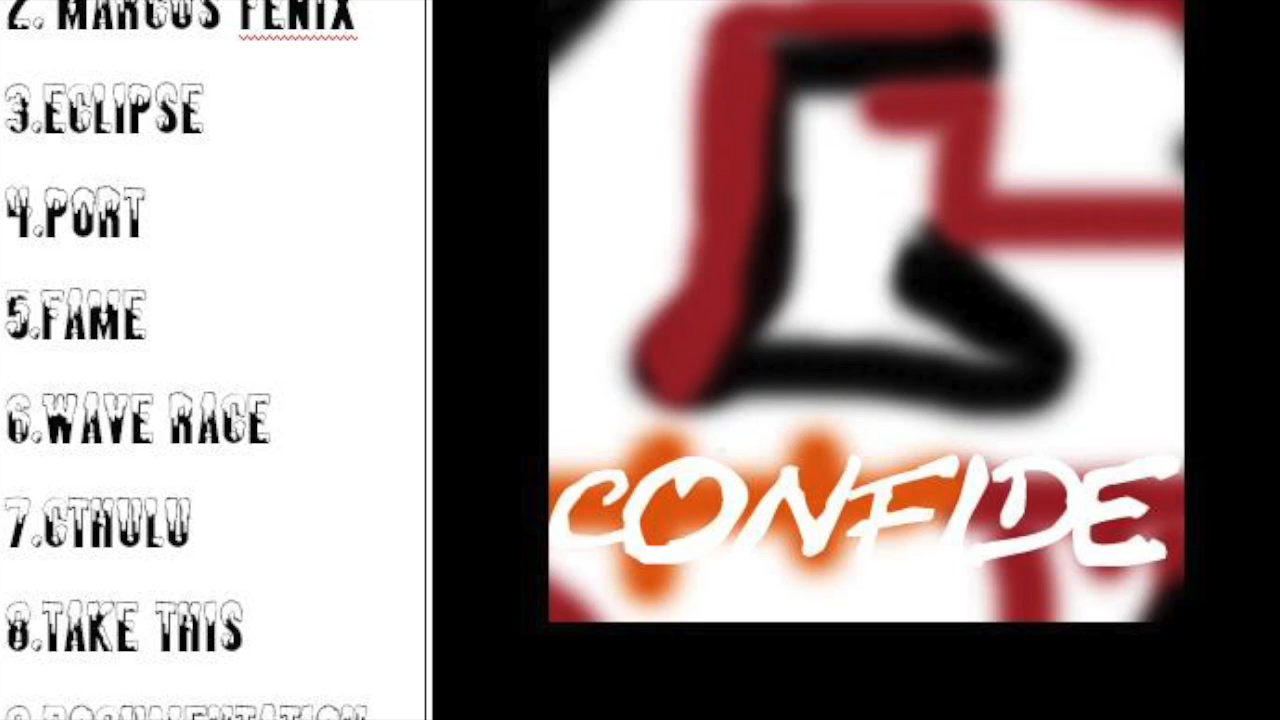 2. MARCUS FENIX
3.ECLIPSE
4.PORT
5.FAME
6.WAVE RACE
7.CTHULU
8.TAKE THIS
CONFIDE